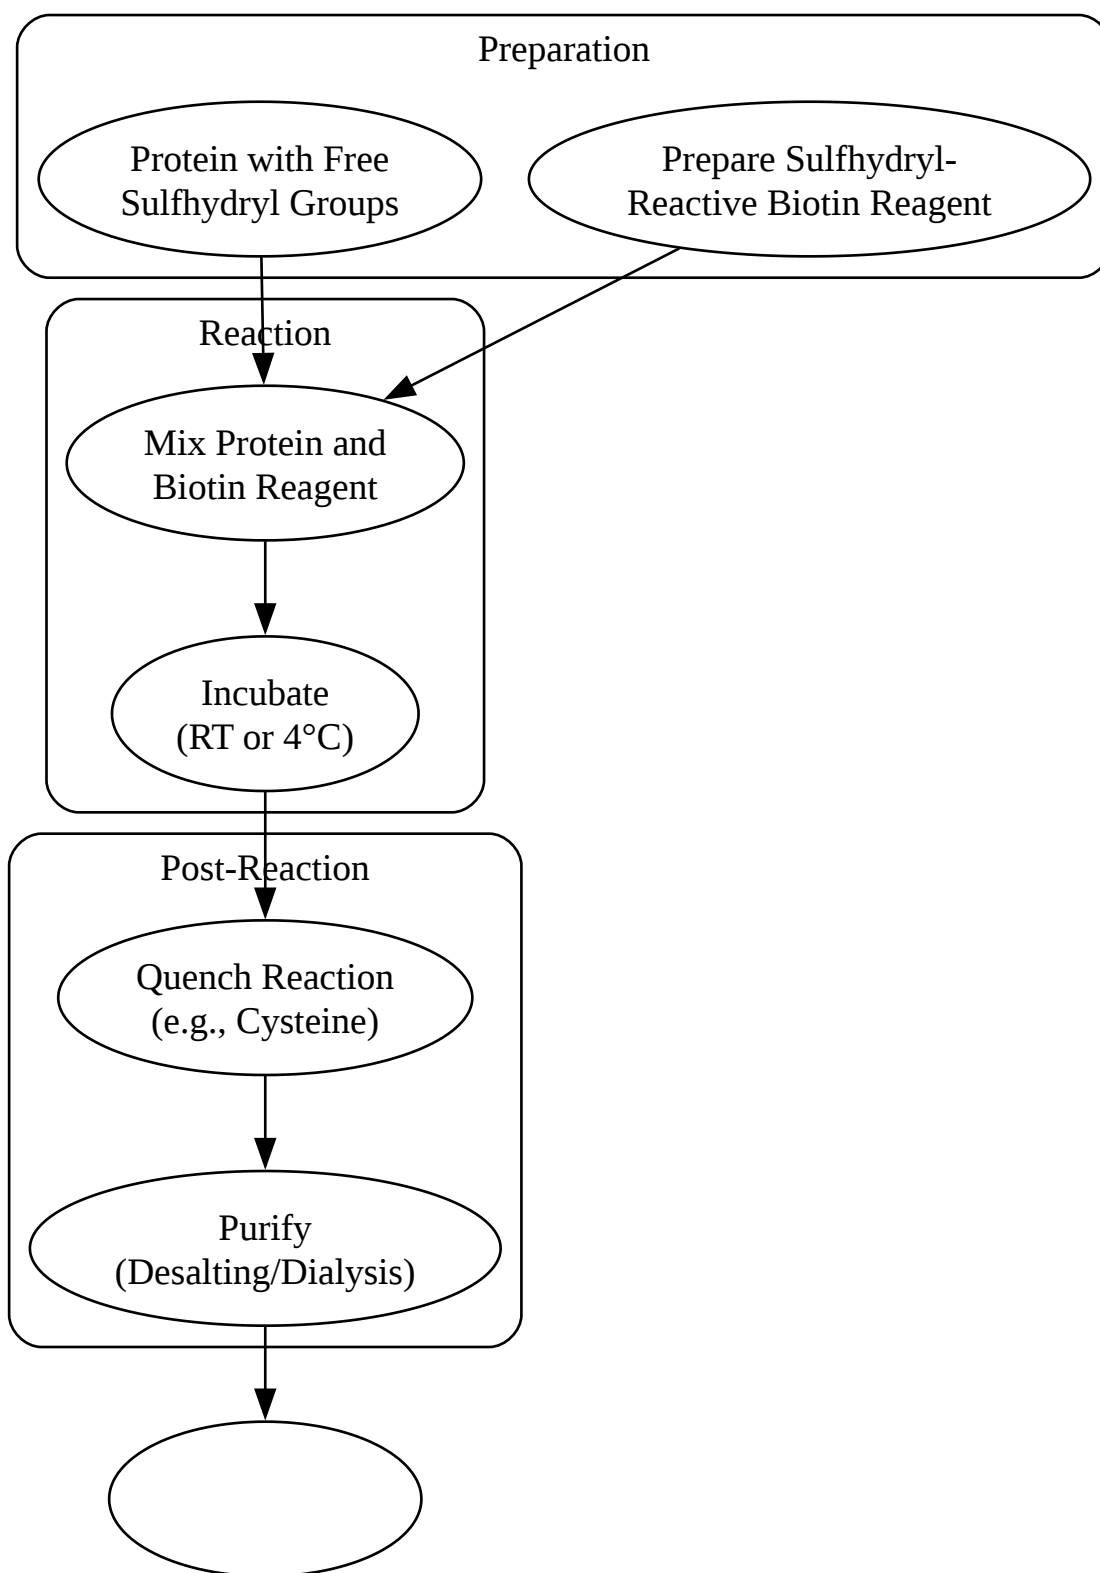 Preparation
Protein with Free
Sulfhydryl Groups
Prepare Sulfhydryl-
Reactive Biotin Reagent
Reaction
Mix Protein and
Biotin Reagent
Incubate
(RT or 4°C)
Post-Reaction
Quench Reaction
(e.g., Cysteine)
Purify
(Desalting/Dialysis)